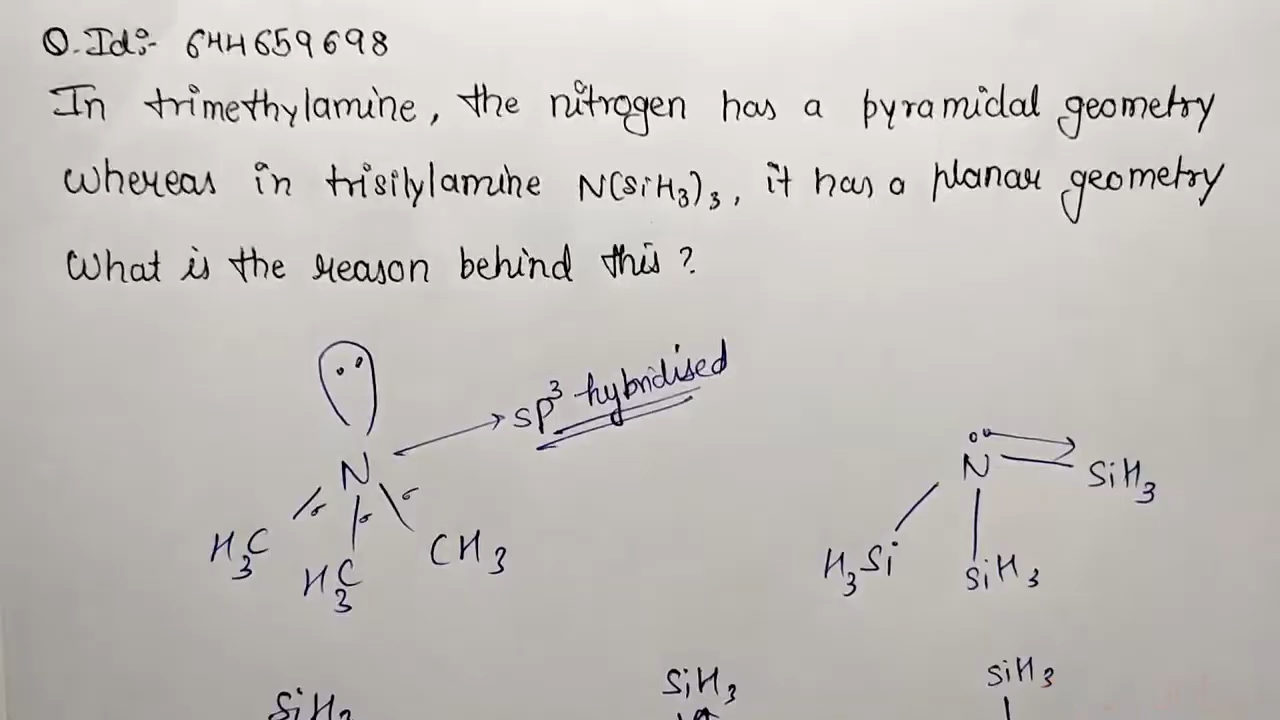 Q.Id:- 644659698
In trimethylamine, the nitrogen has a pyramidal geometry
whereas in trisilylamine N(SiH3)3, it has a planar geometry
What is the reason behind this?
sp3 hybridised
N
σ σ σ
H3C
H3C
CH3
N
SiH3
H3Si
SiH3
SiH3
SiH3
SiH3